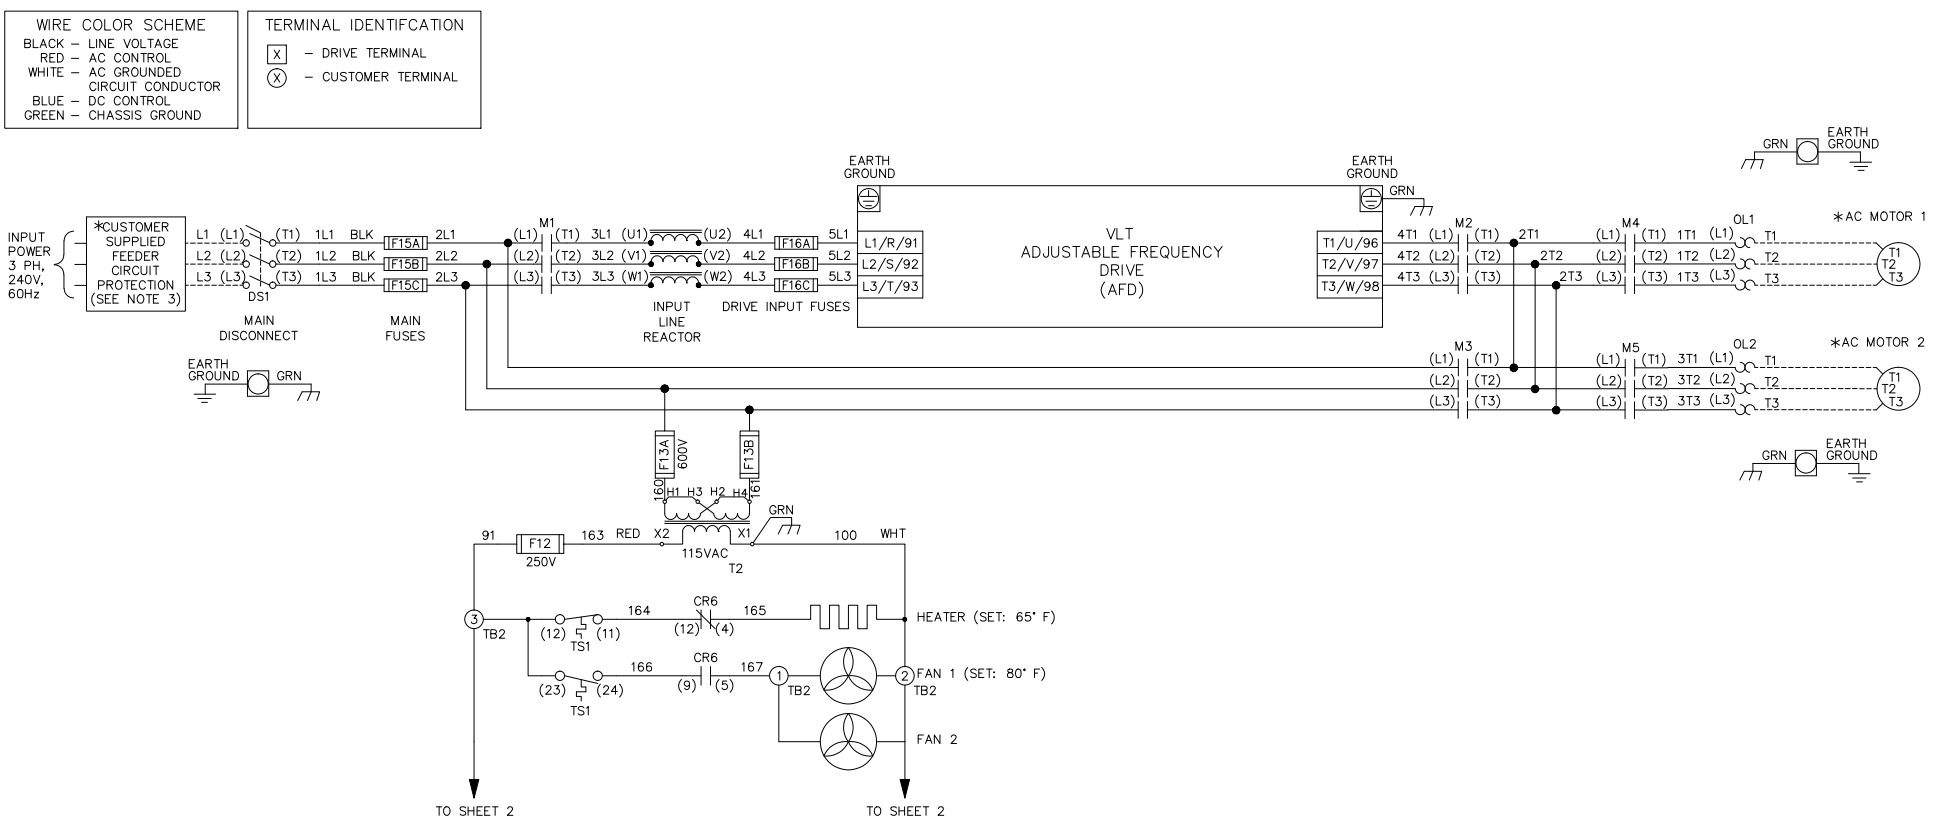 WIRE COLOR SCHEME
BLACK – LINE VOLTAGE
RED – AC CONTROL
WHITE – AC GROUNDED
CIRCUIT CONDUCTOR
BLUE – DC CONTROL
GREEN – CHASSIS GROUND
TERMINAL IDENTIFCATION
X – DRIVE TERMINAL
X – CUSTOMER TERMINAL
EARTH
GROUND
GRN
EARTH
GROUND
EARTH
GROUND
GRN
INPUT
POWER
3 PH,
240V,
60Hz
*CUSTOMER
SUPPLIED
FEEDER
CIRCUIT
PROTECTION
(SEE NOTE 3)
L1 (L1) (T1) 1L1 BLK F15A 2L1 (L1) M1 (T1) 3L1 (U1) (U2) 4L1 F16A 5L1 L1/R/91
L2 (L2) (T2) 1L2 BLK F15B 2L2 (L2) (T2) 3L2 (V1) (V2) 4L2 F16B 5L2 L2/S/92
L3 (L3) (T3) 1L3 BLK F15C 2L3 (L3) (T3) 3L3 (W1) (W2) 4L3 F16C 5L3 L3/T/93
DS1
MAIN
DISCONNECT
MAIN
FUSES
INPUT
LINE
REACTOR
DRIVE INPUT FUSES
VLT
ADJUSTABLE FREQUENCY
DRIVE
(AFD)
T1/U/96 4T1 (L1) M2 (T1) 2T1 (L1) M4 (T1) 1T1 (L1) OL1 T1
T2/V/97 4T2 (L2) (T2) 2T2 (L2) (T2) 1T2 (L2) T2
T3/W/98 4T3 (L3) (T3) 2T3 (L3) (T3) 1T3 (L3) T3
*AC MOTOR 1
T1
T2
T3
EARTH
GROUND
GRN
M3 M5 OL2
*AC MOTOR 2
(L1) (T1) (L1) (T1) 3T1 (L1) T1
(L2) (T2) (L2) (T2) 3T2 (L2) T2
(L3) (T3) (L3) (T3) 3T3 (L3) T3
T1
T2
T3
GRN
EARTH
GROUND
F13A
600V
F13B
160
H1 H3 H2 H4
161
GRN
91 F12 163 RED X2 X1 100 WHT
250V
115VAC
T2
3
TB2
(12) (11)
TS1
164
CR6
(12) (4)
165
HEATER (SET: 65° F)
(23) (24)
TS1
166
CR6
(9) (5)
167
1
TB2
2
TB2
FAN 1 (SET: 80° F)
FAN 2
TO SHEET 2
TO SHEET 2